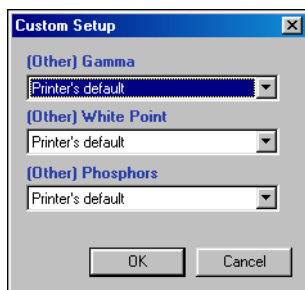 Custom Setup
(Other) Gamma
Printer's default
(Other) White Point
Printer's default
(Other) Phosphors
Printer's default
OK Cancel